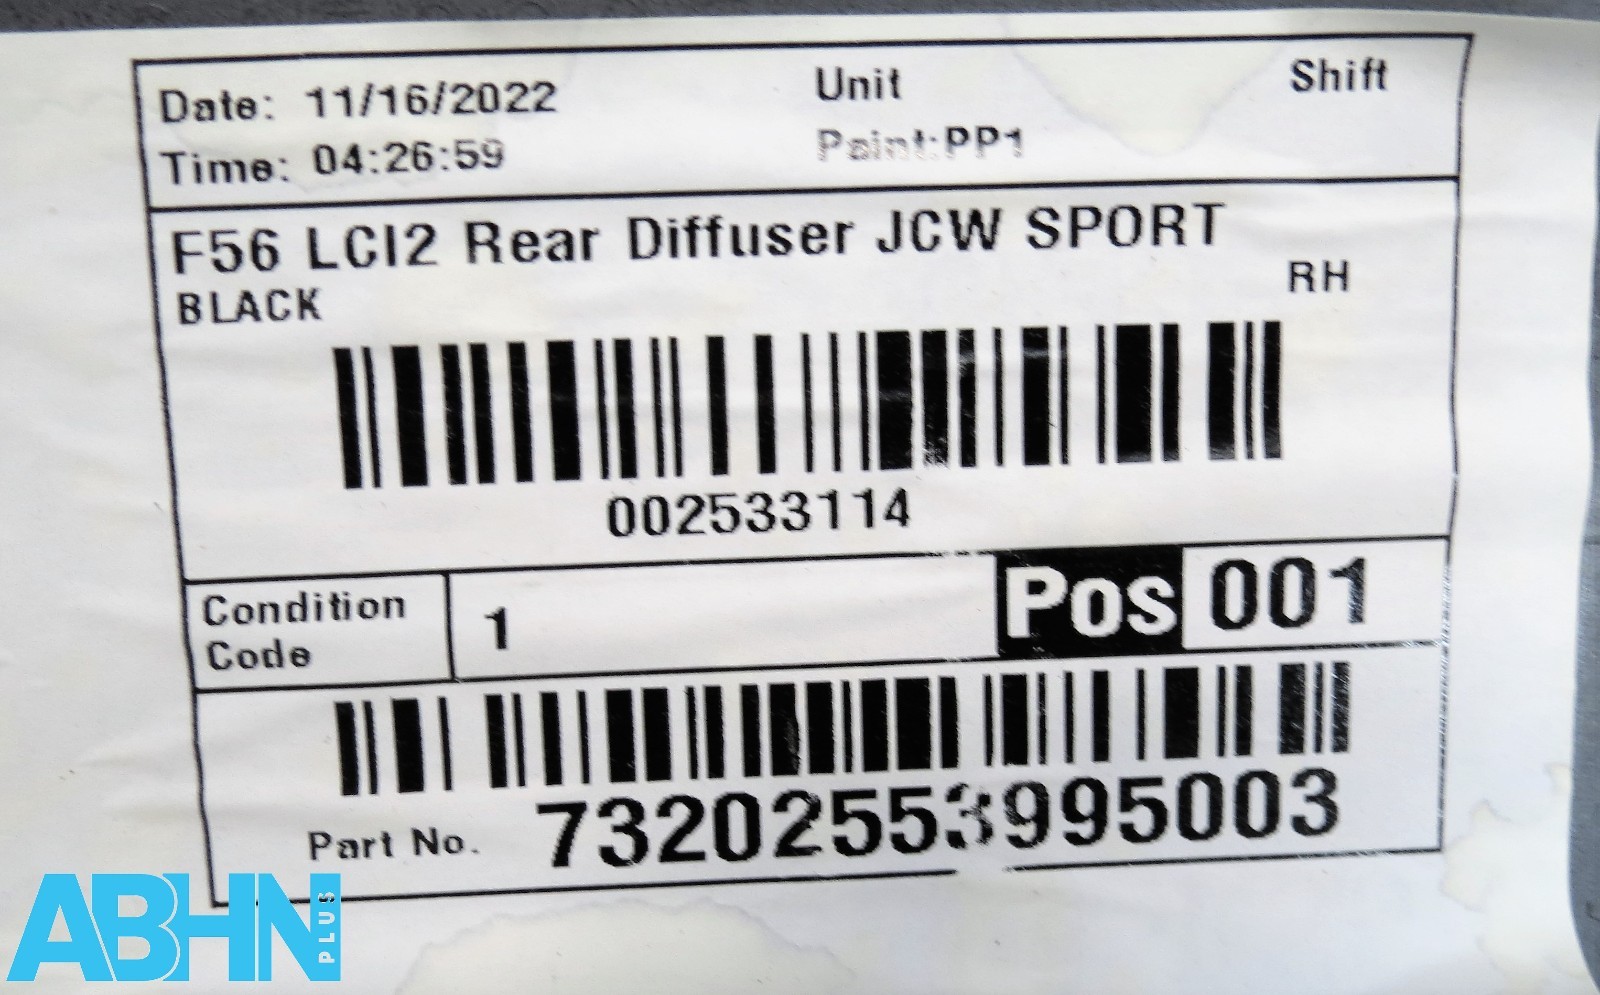 Date: 11/16/2022 Unit Shift
Time: 04:26:59 Paint:PP1
F56 LCI2 Rear Diffuser JCW SPORT
BLACK RH
002533114
Condition Code 1 Pos 001
Part No. 73202553995003
ABHN PLUS